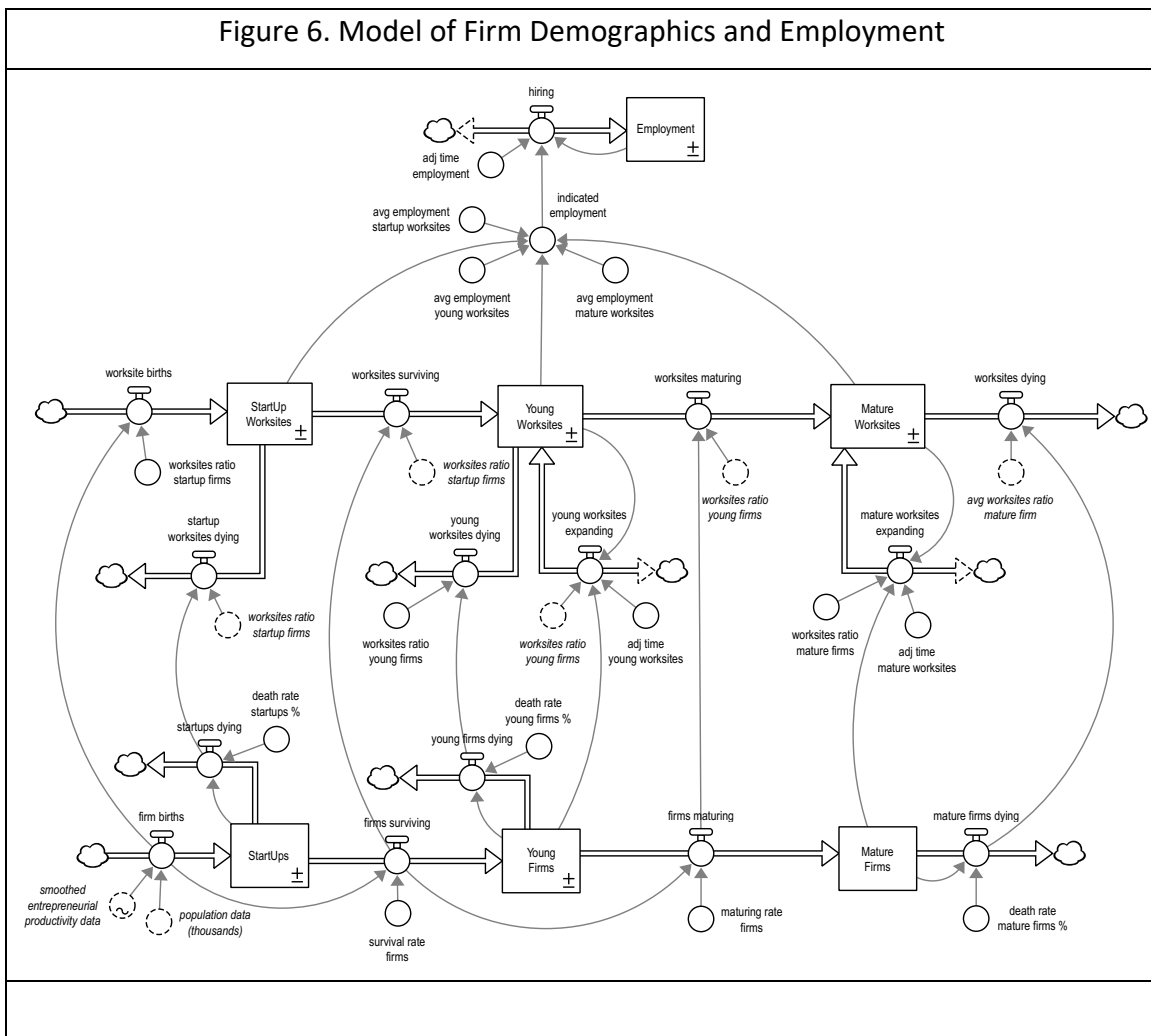 Figure 6. Model of Firm Demographics and Employment
hiring
Employment
±
adj time
employment
indicated
employment
avg employment
startup worksites
avg employment
young worksites
avg employment
mature worksites
worksite births
StartUp
Worksites
±
worksites surviving
Young
Worksites
±
worksites maturing
Mature
Worksites
±
worksites dying
worksites ratio
startup firms
worksites ratio
startup firms
worksites ratio
young firms
avg worksites ratio
mature firm
startup
worksites dying
young
worksites dying
young worksites
expanding
mature worksites
expanding
worksites ratio
startup firms
worksites ratio
young firms
worksites ratio
young firms
adj time
young worksites
worksites ratio
mature firms
adj time
mature worksites
startups dying
death rate
startups %
young firms dying
death rate
young firms %
firm births
StartUps
±
firms surviving
Young
Firms
±
firms maturing
Mature
Firms
mature firms dying
smoothed
entrepreneurial
productivity data
population data
(thousands)
survival rate
firms
maturing rate
firms
death rate
mature firms %